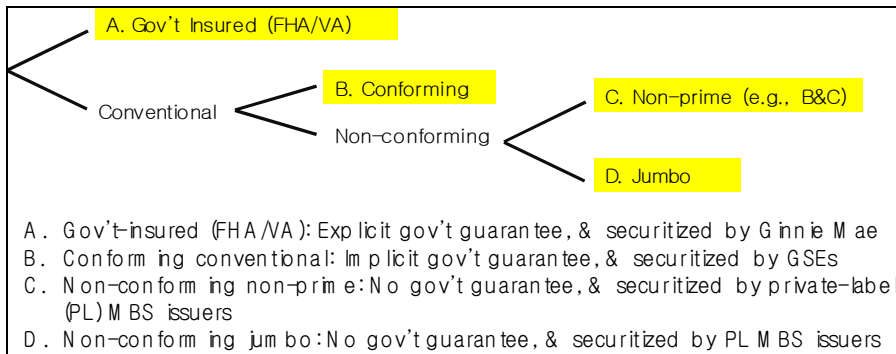 A. Gov't Insured (FHA/VA)
B. Conforming
C. Non-prime (e.g., B&C)
Conventional
Non-conforming
D. Jumbo
A. Gov't-insured (FHA/VA): Explicit gov't guarantee, & securitized by Ginnie Mae
B. Conforming conventional: Implicit gov't guarantee, & securitized by GSEs
C. Non-conforming non-prime: No gov't guarantee, & securitized by private-label
(PL) MBS issuers
D. Non-conforming jumbo: No gov't guarantee, & securitized by PL MBS issuers